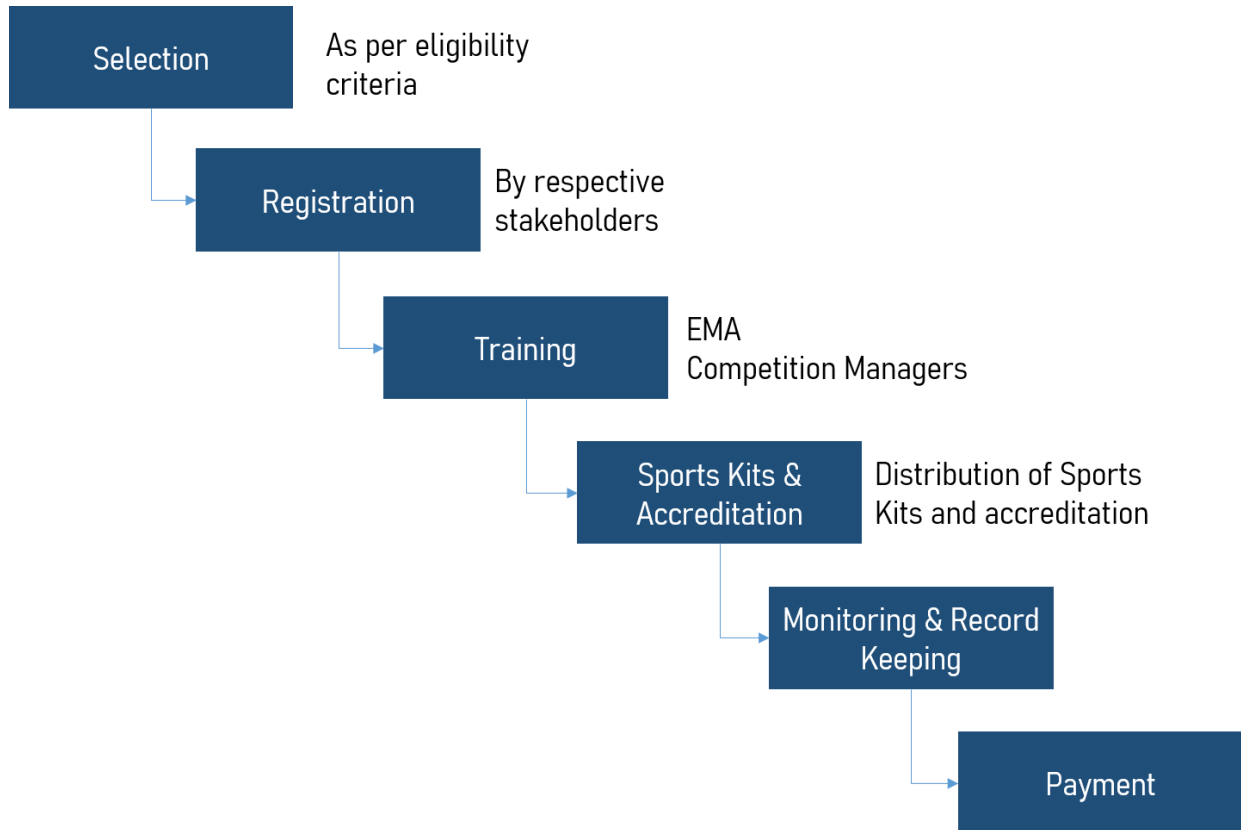 Selection
As per eligibility
criteria
Registration
By respective
stakeholders
Training
EMA
Competition Managers
Sports Kits &
Accreditation
Distribution of Sports
Kits and accreditation
Monitoring & Record
Keeping
Payment